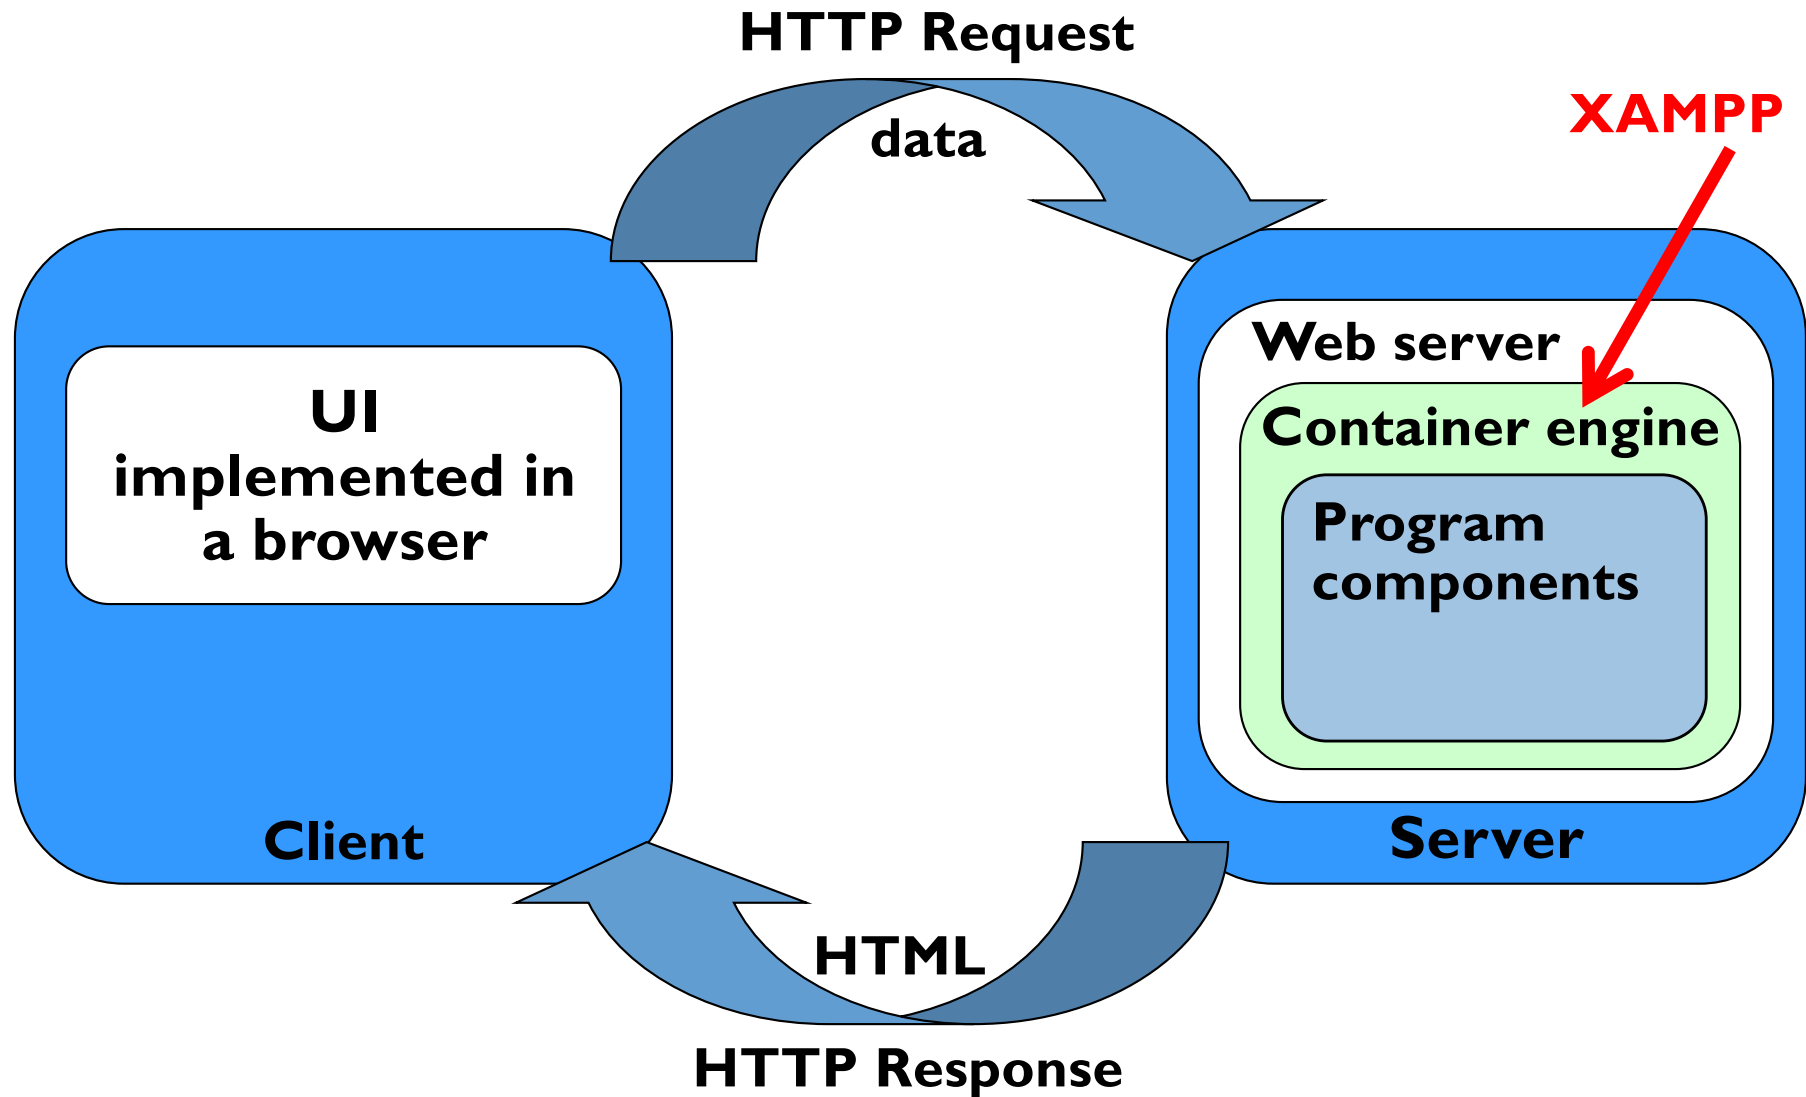 HTTP Request
data
XAMPP
UI
implemented in
a browser
Client
Web server
Container engine
Program
components
Server
HTML
HTTP Response